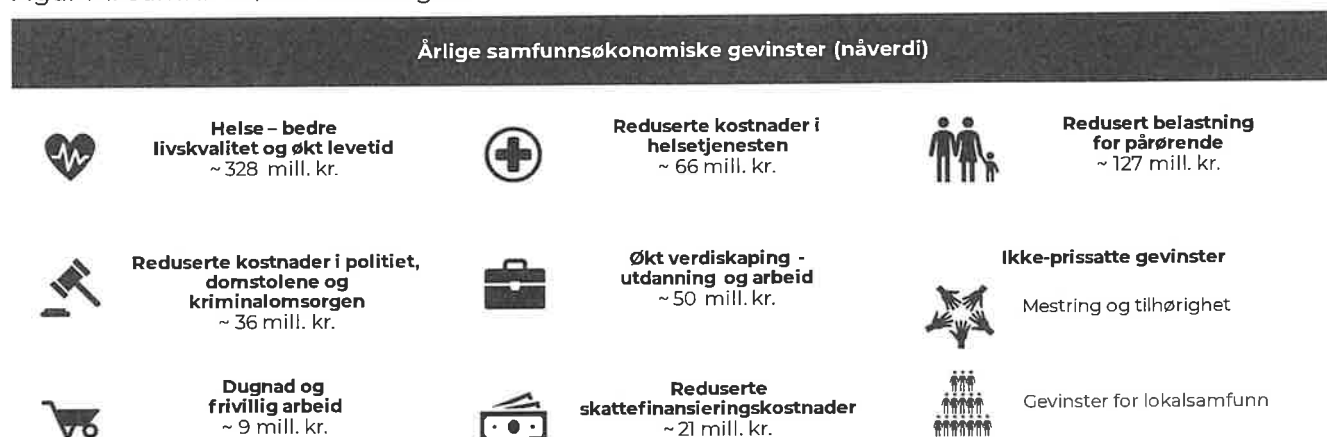 Årlige samfunnsøkonomiske gevinster (nåverdi)
Helse – bedre
livskvalitet og økt levetid
~ 328 mill. kr.
Reduserte kostnader i
helsetjenesten
~ 66 mill. kr.
Redusert belastning
for pårørende
~ 127 mill. kr.
Reduserte kostnader i politiet,
domstolene og
kriminalomsorgen
~ 36 mill. kr.
Økt verdiskaping -
utdanning og arbeid
~ 50 mill. kr.
Ikke-prissatte gevinster
Mestring og tilhørighet
Dugnad og
frivillig arbeid
~ 9 mill. kr.
Reduserte
skattefinansieringskostnader
~ 21 mill. kr.
Gevinster for lokalsamfunn